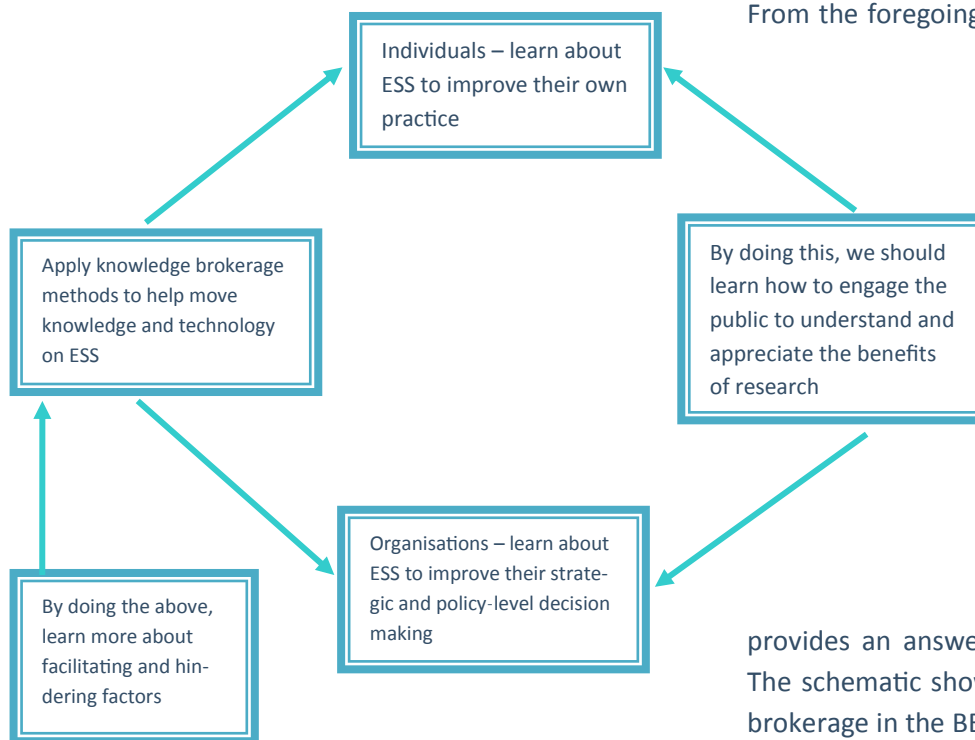 From the foregoing
Individuals – learn about
ESS to improve their own
practice
Apply knowledge brokerage
methods to help move
knowledge and technology
on ESS
By doing this, we should
learn how to engage the
public to understand and
appreciate the benefits
of research
Organisations – learn about
ESS to improve their strate-
gic and policy-level decision
making
By doing the above,
learn more about
facilitating and hin-
dering factors
provides an answe
The schematic show
brokerage in the